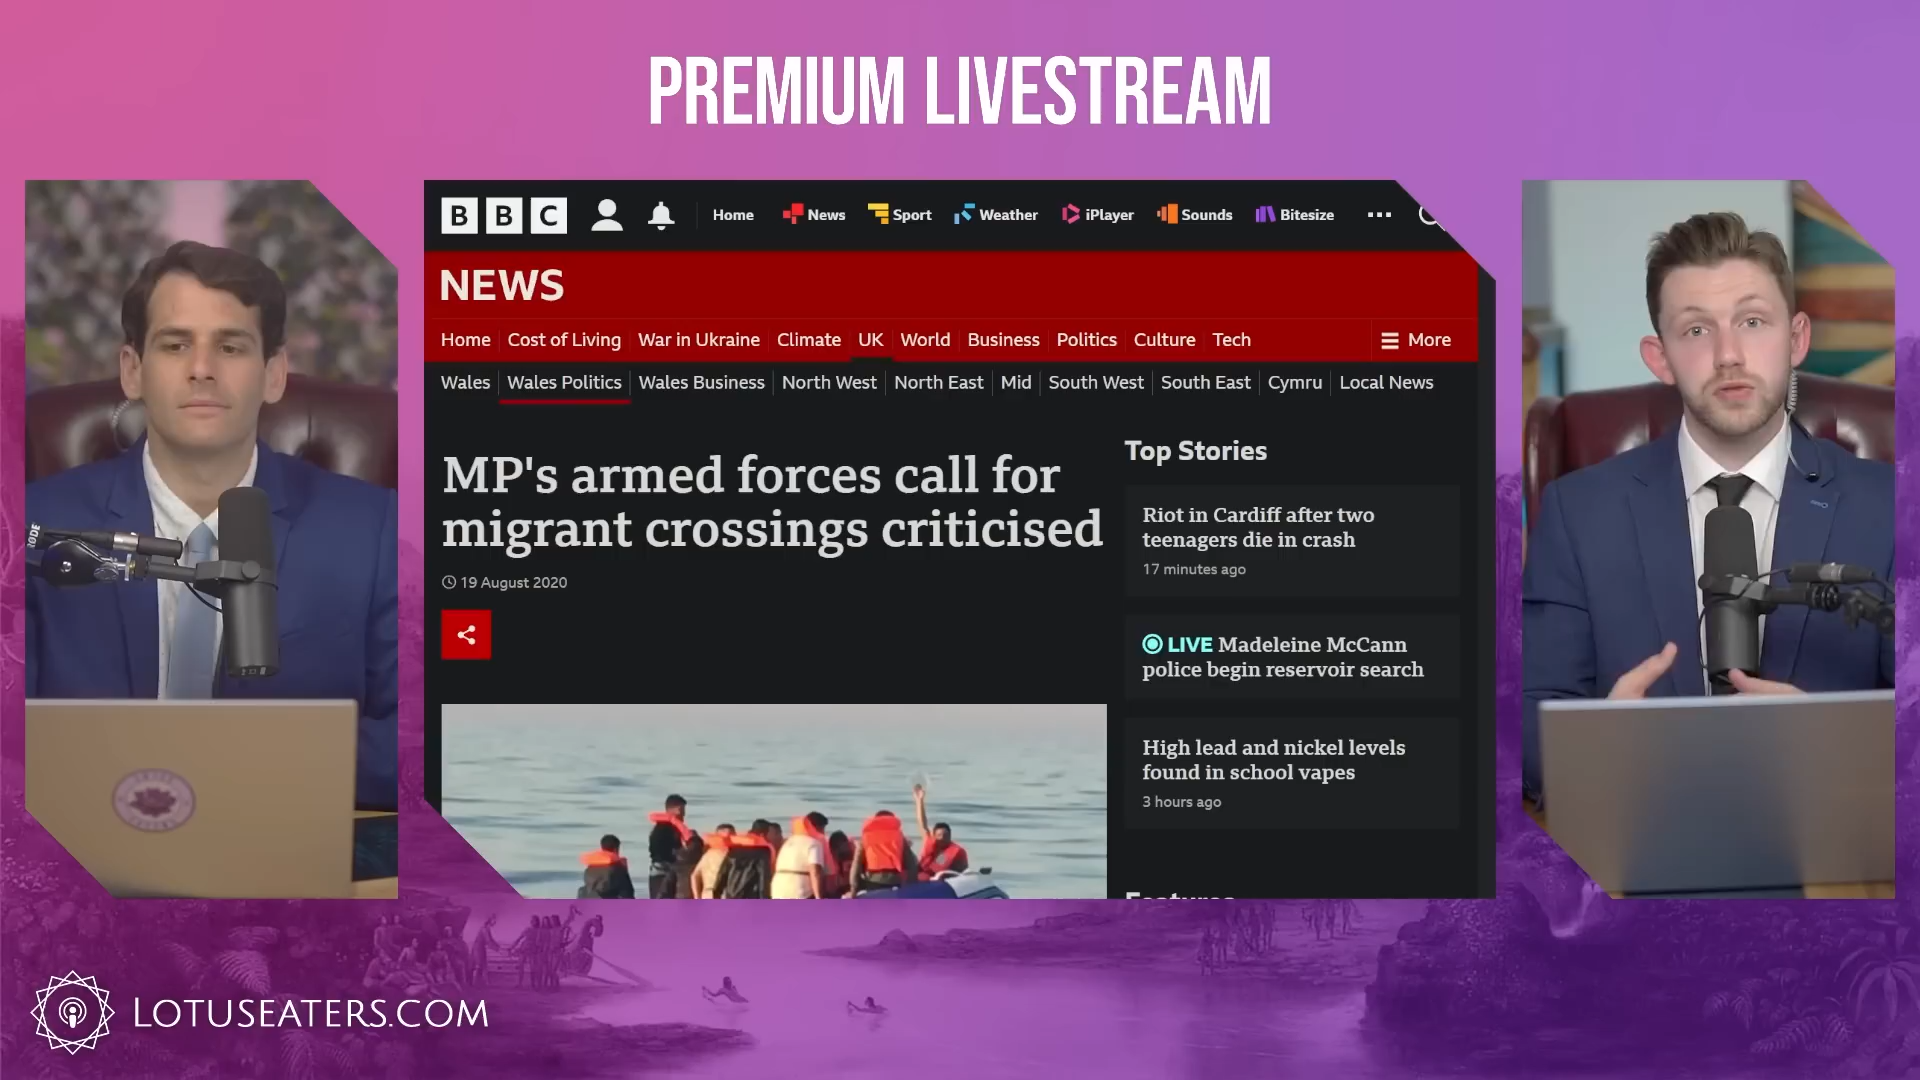 PREMIUM LIVESTREAM
BBC
Home News Sport Weather iPlayer Sounds Bitesize
NEWS
Home Cost of Living War in Ukraine Climate UK World Business Politics Culture Tech More
Wales Wales Politics Wales Business North West North East Mid South West South East Cymru Local News
MP's armed forces call for
migrant crossings criticised
19 August 2020
Top Stories
Riot in Cardiff after two
teenagers die in crash
17 minutes ago
LIVE Madeleine McCann
police begin reservoir search
High lead and nickel levels
found in school vapes
3 hours ago
Features
RODE
LOTUSEATERS.COM